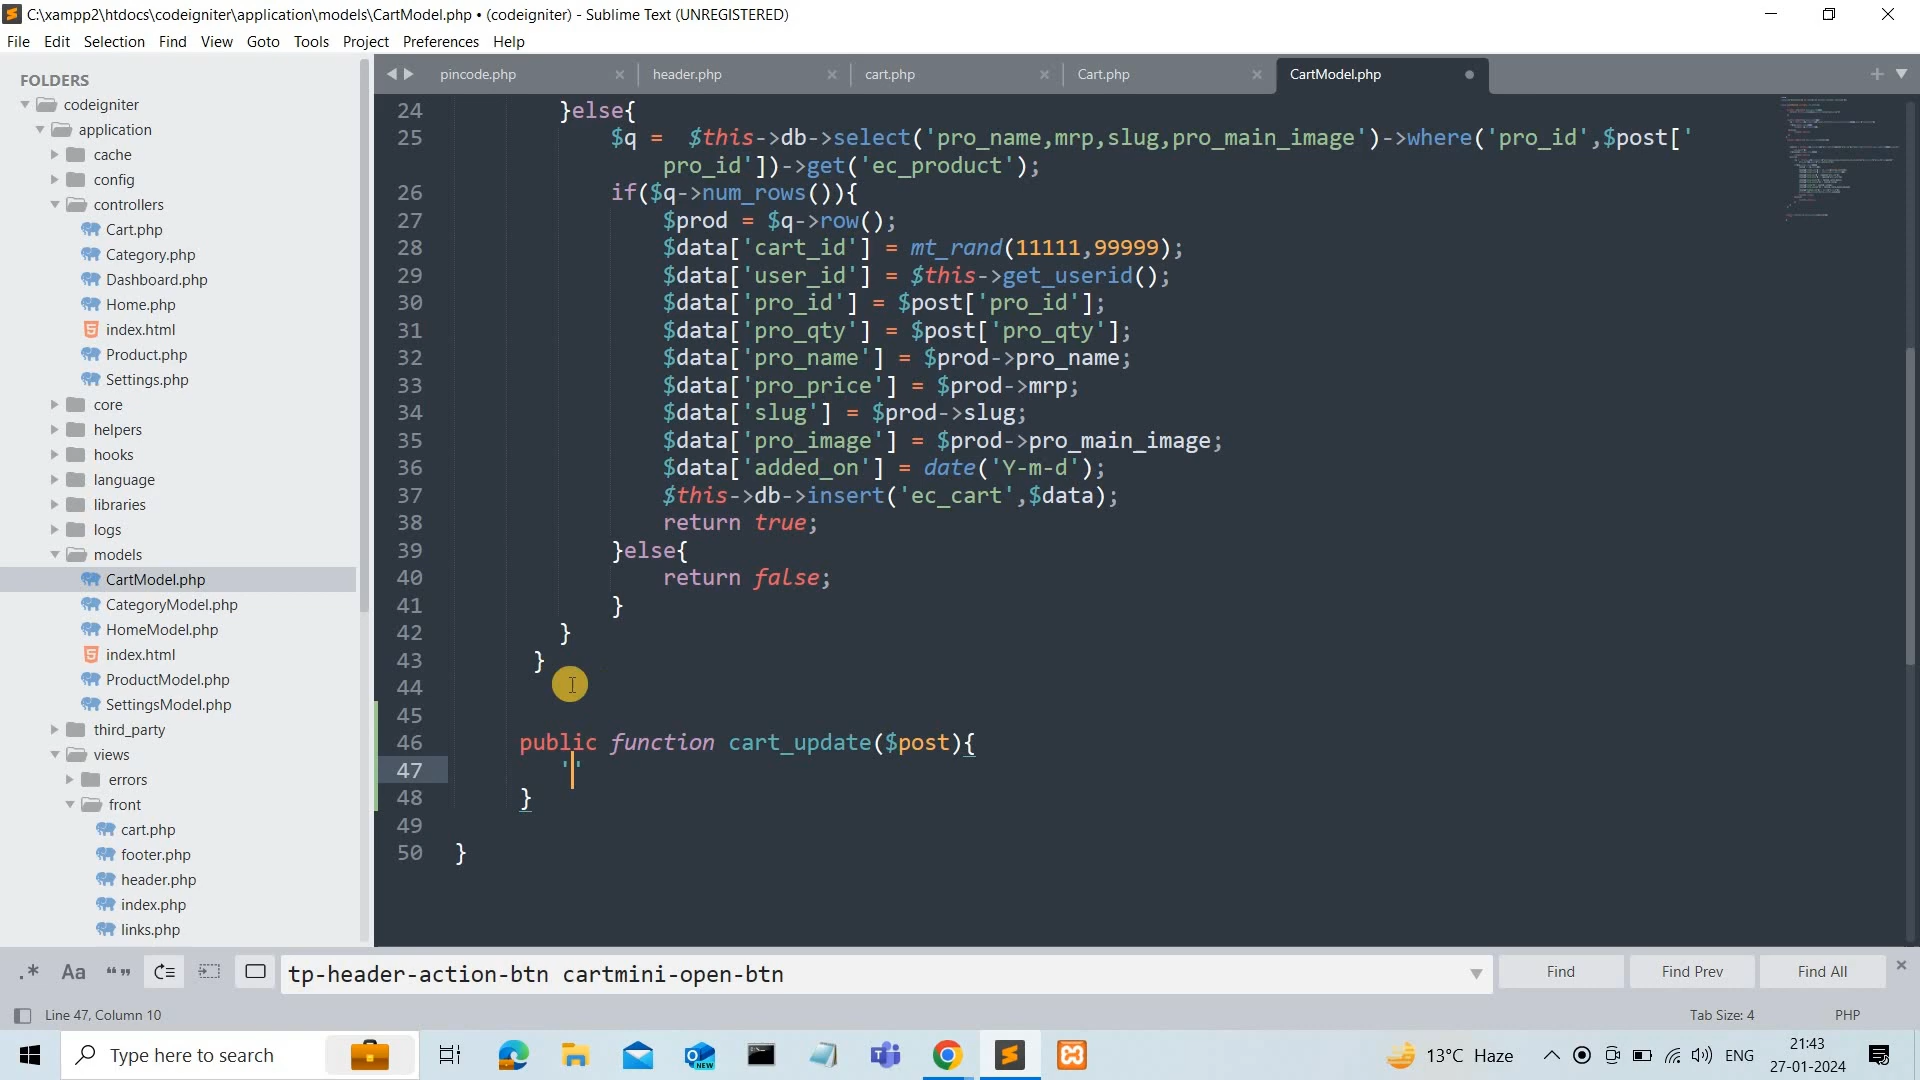 C:\xampp2\htdocs\codeigniter\application\models\CartModel.php • (codeigniter) - Sublime Text (UNREGISTERED)
File Edit Selection Find View Goto Tools Project Preferences Help
FOLDERS
codeigniter
application
cache
config
controllers
Cart.php
Category.php
Dashboard.php
Home.php
index.html
Product.php
Settings.php
core
helpers
hooks
language
libraries
logs
models
CartModel.php
CategoryModel.php
HomeModel.php
index.html
ProductModel.php
SettingsModel.php
third_party
views
errors
front
cart.php
footer.php
header.php
index.php
links.php
pincode.php header.php cart.php Cart.php CartModel.php
24 }else{
25 $q = $this->db->select('pro_name,mrp,slug,pro_main_image')->where('pro_id',$post['
pro_id'])->get('ec_product');
26 if($q->num_rows()){
27 $prod = $q->row();
28 $data['cart_id'] = mt_rand(11111,99999);
29 $data['user_id'] = $this->get_userid();
30 $data['pro_id'] = $post['pro_id'];
31 $data['pro_qty'] = $post['pro_qty'];
32 $data['pro_name'] = $prod->pro_name;
33 $data['pro_price'] = $prod->mrp;
34 $data['slug'] = $prod->slug;
35 $data['pro_image'] = $prod->pro_main_image;
36 $data['added_on'] = date('Y-m-d');
37 $this->db->insert('ec_cart',$data);
38 return true;
39 }else{
40 return false;
41 }
42 }
43 }
44
45
46 public function cart_update($post){
47 ''
48 }
49
50 }
.* Aa “” tp-header-action-btn cartmini-open-btn Find Find Prev Find All
Line 47, Column 10 Tab Size: 4 PHP
Type here to search 13°C Haze ENG 21:43
27-01-2024